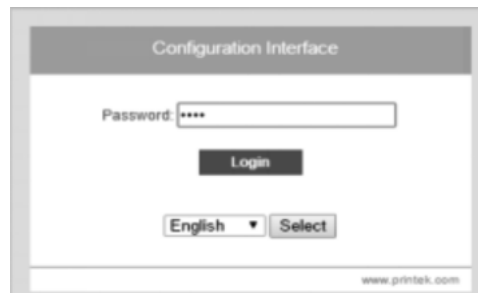 Configuration Interface
Password: ••••
Login
English ▼ Select
www.printek.com